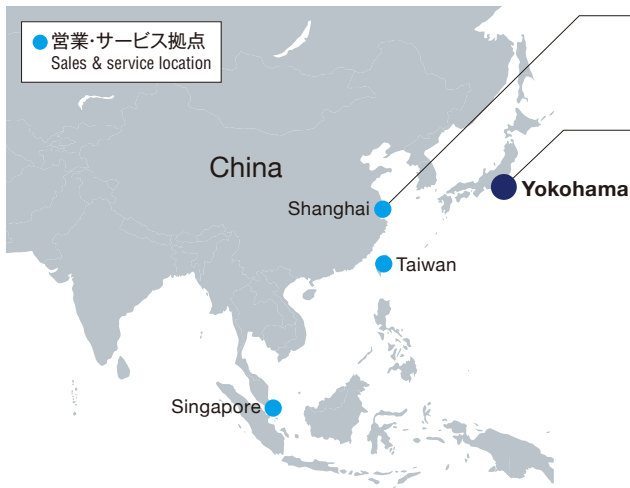 営業・サービス拠点
Sales & service location
China
Shanghai
Yokohama
Taiwan
Singapore